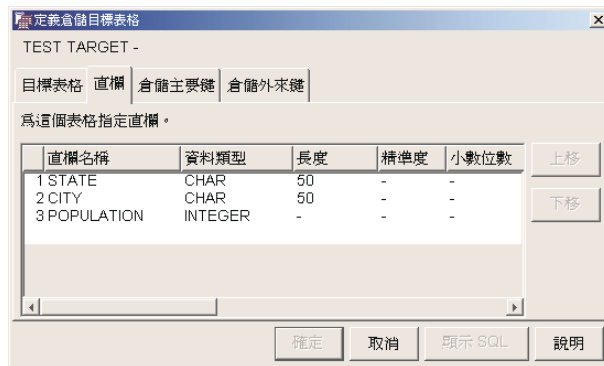 定義倉儲目標表格
TEST TARGET -
目標表格 直欄 倉儲主要鍵 倉儲外來鍵
為這個表格指定直欄。
直欄名稱 資料類型 長度 精準度 小數位數 上移
1 STATE CHAR 50 - -
2 CITY CHAR 50 - - 下移
3 POPULATION INTEGER - - -
確定 取消 顯示 SQL 說明